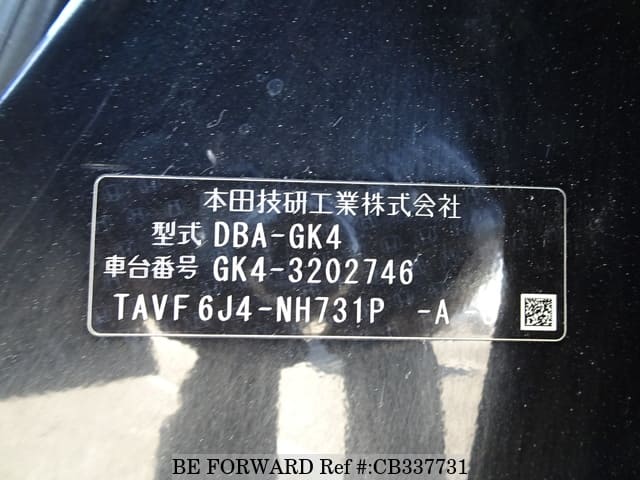 本田技研工業株式会社
型式 DBA-GK4
車台番号 GK4-3202746
TAVF 6J4-NH731P -A -
BE FORWARD Ref #:CB337731